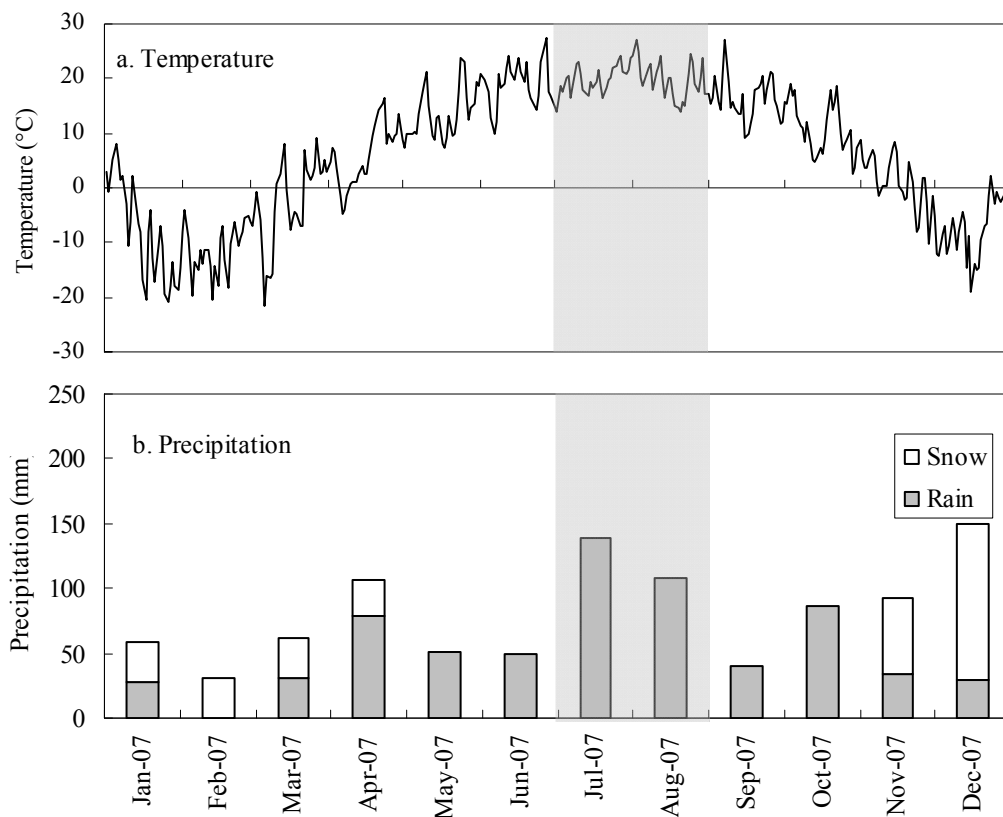 30
a. Temperature
20
10
0
-10
-20
-30
Temperature (°C)
250
b. Precipitation
200
150
100
50
0
Precipitation (mm
Snow
Rain
Jan-07
Feb-07
Mar-07
Apr-07
May-07
Jun-07
Jul-07
Aug-07
Sep-07
Oct-07
Nov-07
Dec-07